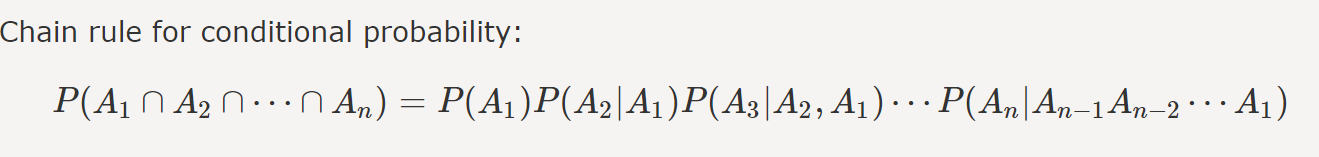 Chain rule for conditional probability:
P(A₁ ∩ A₂ ∩ ⋯ ∩ Aₙ) = P(A₁)P(A₂|A₁)P(A₃|A₂, A₁) ⋯ P(Aₙ|Aₙ₋₁Aₙ₋₂ ⋯ A₁)